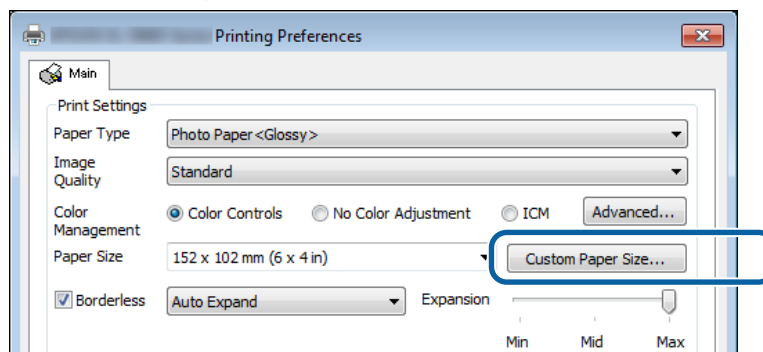 Printing Preferences
Main
Print Settings
Paper Type Photo Paper<Glossy>
Image Quality Standard
Color Management Color Controls No Color Adjustment ICM Advanced...
Paper Size 152 x 102 mm (6 x 4 in) Custom Paper Size...
Borderless Auto Expand Expansion
Min Mid Max